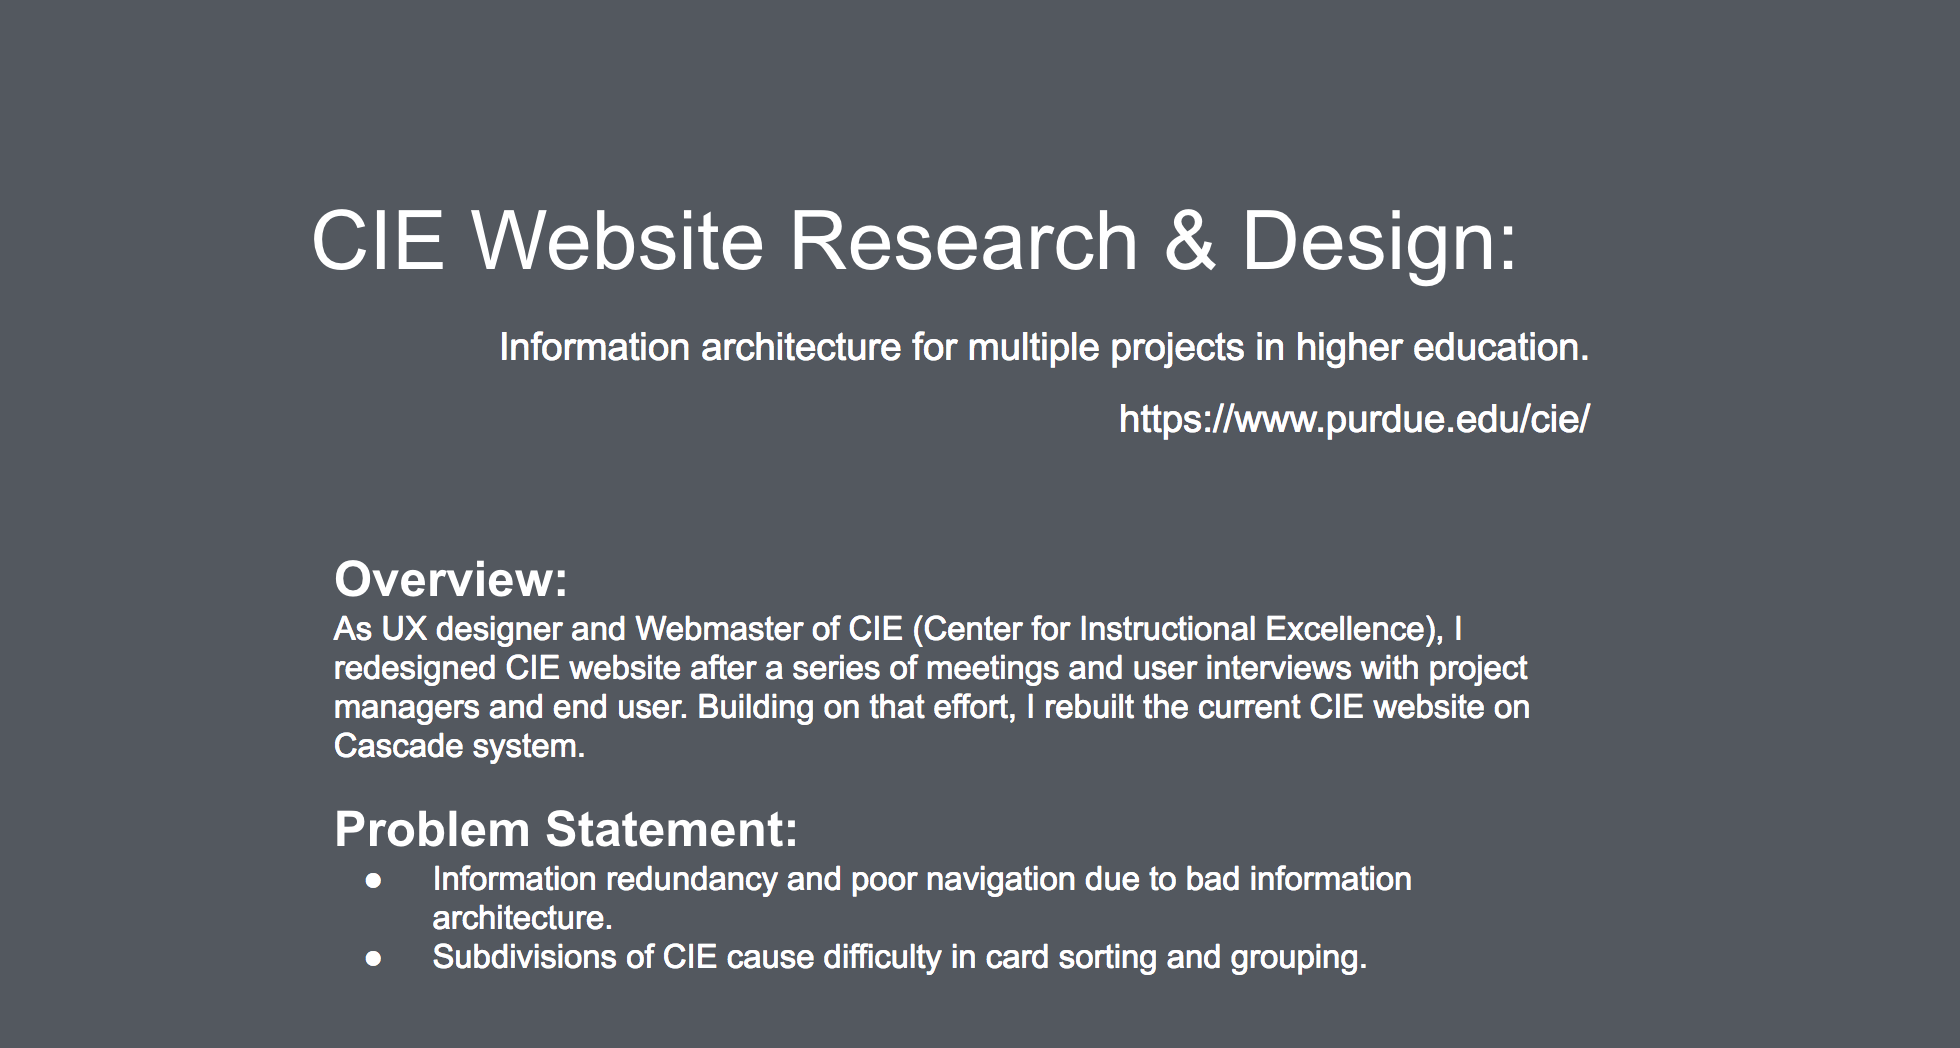 CIE Website Research & Design:
Information architecture for multiple projects in higher education.
https://www.purdue.edu/cie/
Overview:
As UX designer and Webmaster of CIE (Center for Instructional Excellence), I
redesigned CIE website after a series of meetings and user interviews with project
managers and end user. Building on that effort, I rebuilt the current CIE website on
Cascade system.
Problem Statement:
● Information redundancy and poor navigation due to bad information
architecture.
● Subdivisions of CIE cause difficulty in card sorting and grouping.